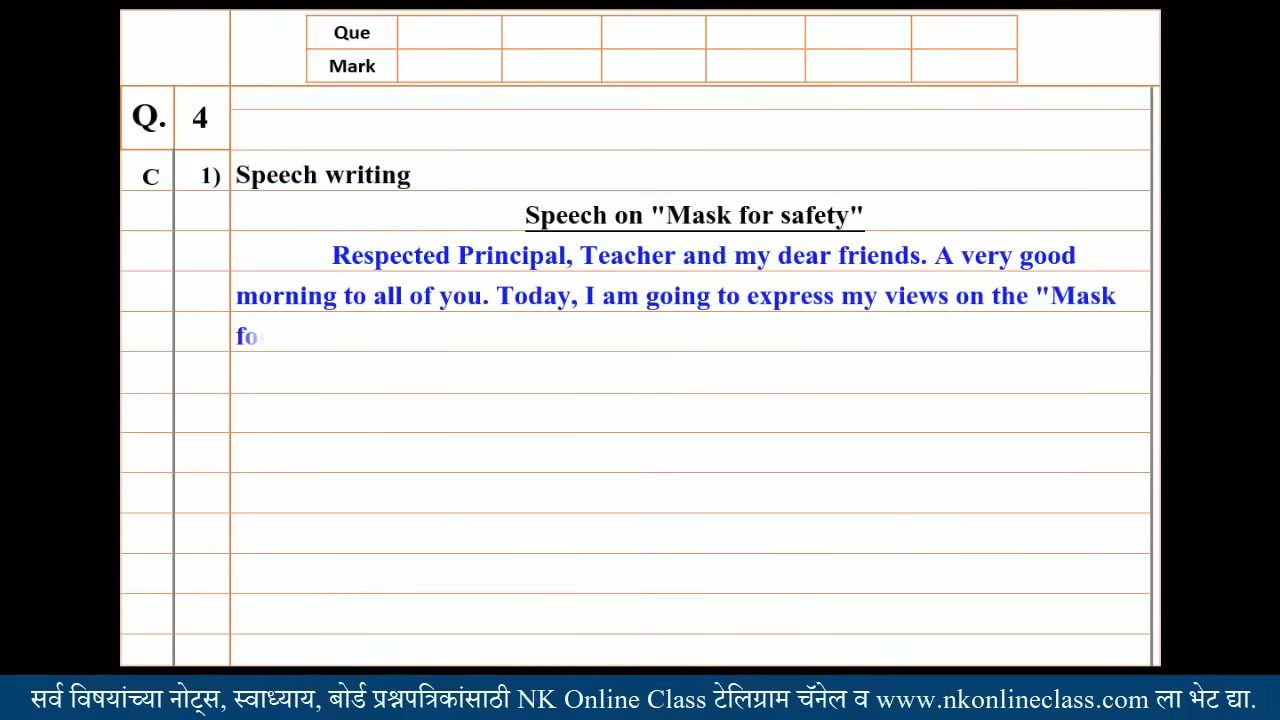 Que
Mark
Q. 4
C 1) Speech writing
Speech on "Mask for safety"
Respected Principal, Teacher and my dear friends. A very good
morning to all of you. Today, I am going to express my views on the "Mask
fo
सर्व विषयांच्या नोट्स, स्वाध्याय, बोर्ड प्रश्नपत्रिकांसाठी NK Online Class टेलिग्राम चॅनेल व www.nkonlineclass.com ला भेट द्या.